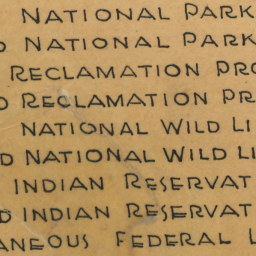 NATIONAL PARK
D NATIONAL PARK
RECLAMATION PRO
D RECLAMATION PR
NATIONAL WILD LI
D NATIONAL WILD LI
INDIAN RESERVAT
D INDIAN RESERVAT
ANEOUS FEDERAL L